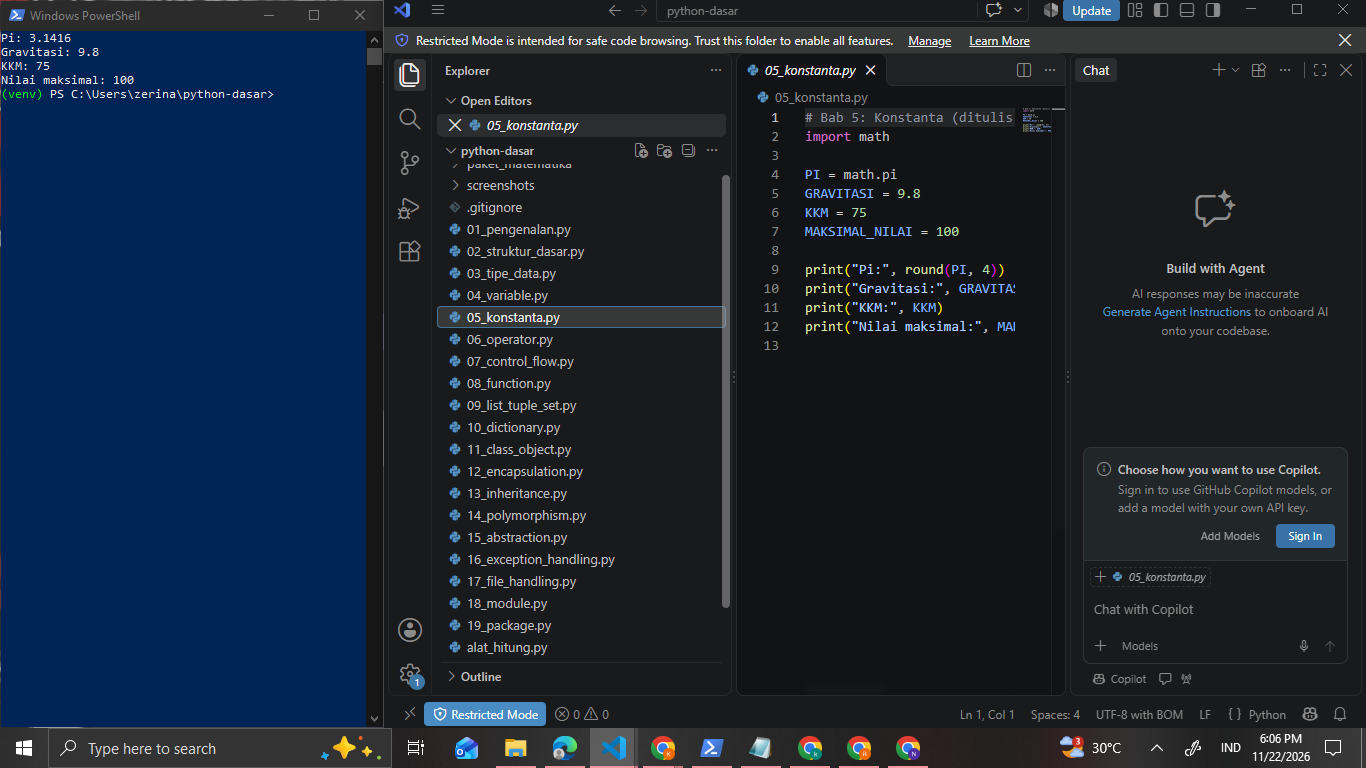 Windows PowerShell
Pi: 3.1416
Gravitasi: 9.8
KKM: 75
Nilai maksimal: 100
(venv) PS C:\Users\zerina\python-dasar>
python-dasar
Update
Restricted Mode is intended for safe code browsing. Trust this folder to enable all features. Manage Learn More
Explorer
Open Editors
05_konstanta.py
python-dasar
paket_matematika
screenshots
.gitignore
01_pengenalan.py
02_struktur_dasar.py
03_tipe_data.py
04_variable.py
05_konstanta.py
06_operator.py
07_control_flow.py
08_function.py
09_list_tuple_set.py
10_dictionary.py
11_class_object.py
12_encapsulation.py
13_inheritance.py
14_polymorphism.py
15_abstraction.py
16_exception_handling.py
17_file_handling.py
18_module.py
19_package.py
alat_hitung.py
Outline
1
05_konstanta.py
05_konstanta.py
1 # Bab 5: Konstanta (ditulis
2 import math
3
4 PI = math.pi
5 GRAVITASI = 9.8
6 KKM = 75
7 MAKSIMAL_NILAI = 100
8
9 print("Pi:", round(PI, 4))
10 print("Gravitasi:", GRAVITAS
11 print("KKM:", KKM)
12 print("Nilai maksimal:", MAK
13
Chat
Build with Agent
AI responses may be inaccurate
Generate Agent Instructions to onboard AI
onto your codebase.
Choose how you want to use Copilot.
Sign in to use GitHub Copilot models, or
add a model with your own API key.
Add Models Sign In
05_konstanta.py
Chat with Copilot
Models
Copilot
Restricted Mode 0 0 Ln 1, Col 1 Spaces: 4 UTF-8 with BOM LF {} Python
Type here to search
3 30°C IND
6:06 PM
11/22/2026